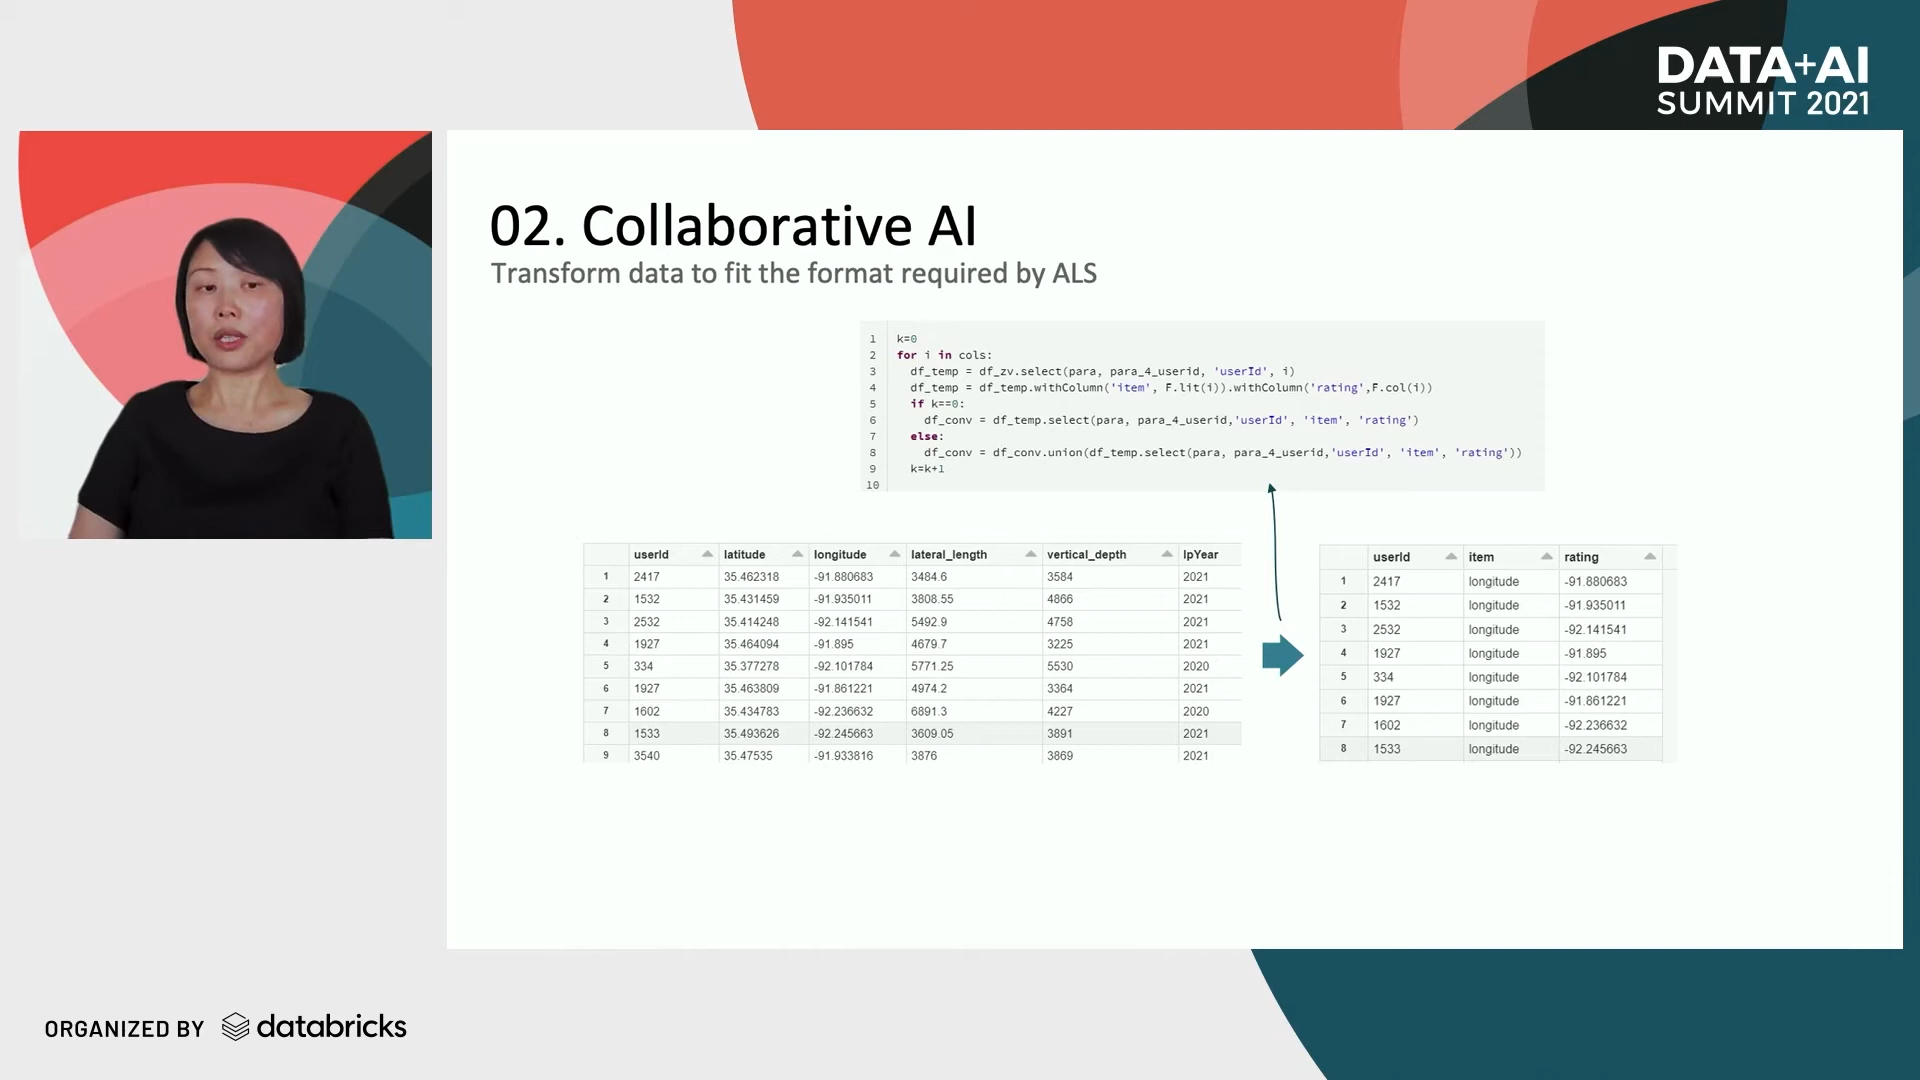 DATA+AI
SUMMIT 2021
02. Collaborative AI
Transform data to fit the format required by ALS
1 k=0
2 for i in cols:
3 df_temp = df_zv.select(para, para_4_userid, 'userId', i)
4 df_temp = df_temp.withColumn('item', F.lit(i)).withColumn('rating',F.col(i))
5 if k==0:
6 df_conv = df_temp.select(para, para_4_userid,'userId', 'item', 'rating')
7 else:
8 df_conv = df_conv.union(df_temp.select(para, para_4_userid,'userId', 'item', 'rating'))
9 k=k+1
10
userId latitude longitude lateral_length vertical_depth IpYear
1 2417 35.462318 -91.880683 3484.6 3584 2021
2 1532 35.431459 -91.935011 3808.55 4866 2021
3 2532 35.414248 -92.141541 5492.9 4758 2021
4 1927 35.464094 -91.895 4679.7 3225 2021
5 334 35.377278 -92.101784 5771.25 5530 2020
6 1927 35.463809 -91.861221 4974.2 3364 2021
7 1602 35.434783 -92.236632 6891.3 4227 2020
8 1533 35.493626 -92.245663 3609.05 3891 2021
9 3540 35.47535 -91.933816 3876 3869 2021
userId item rating
1 2417 longitude -91.880683
2 1532 longitude -91.935011
3 2532 longitude -92.141541
4 1927 longitude -91.895
5 334 longitude -92.101784
6 1927 longitude -91.861221
7 1602 longitude -92.236632
8 1533 longitude -92.245663
ORGANIZED BY databricks